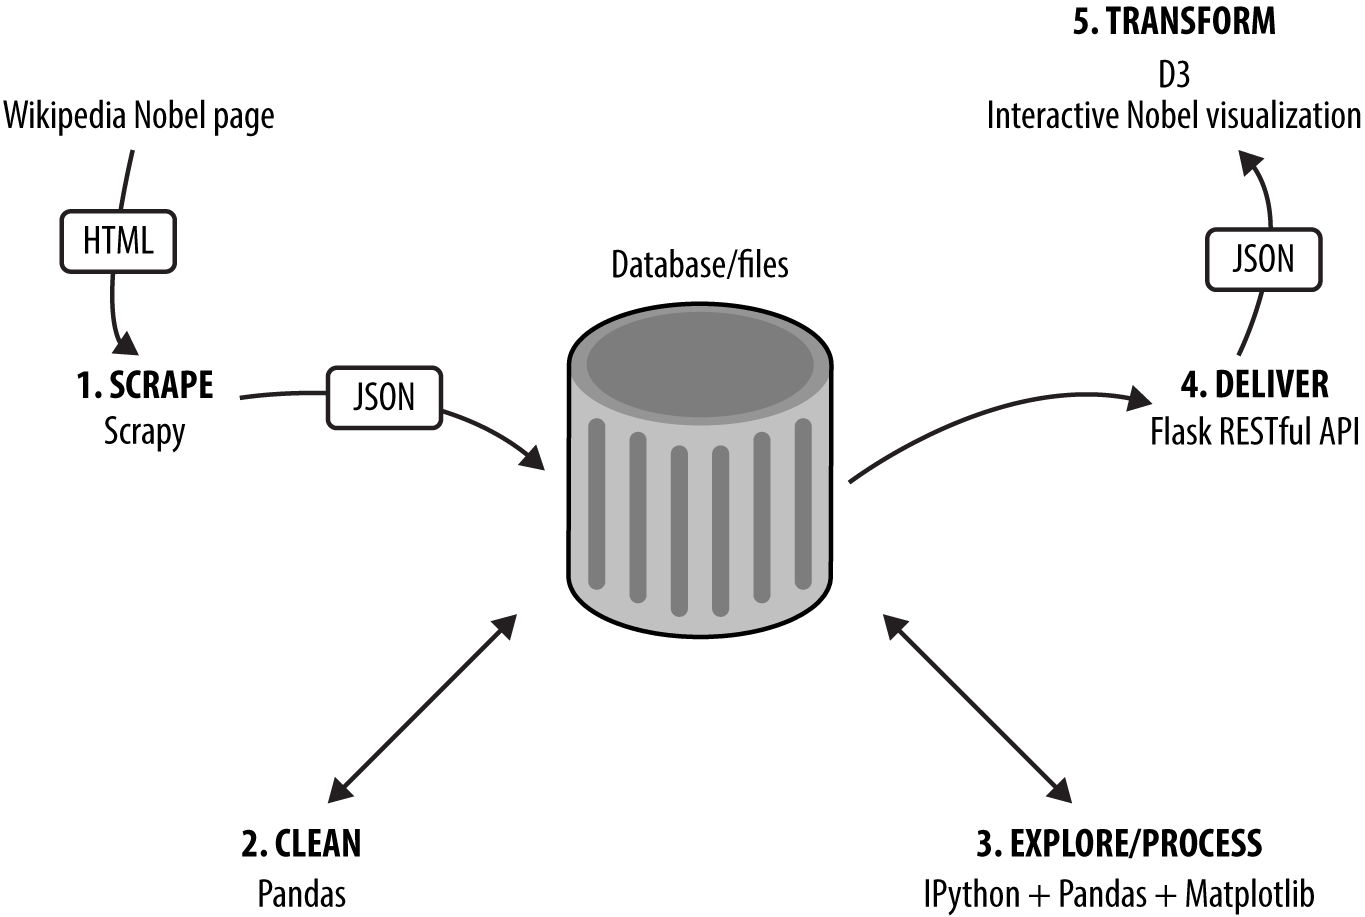 Wikipedia Nobel page
HTML
1. SCRAPE
Scrapy
JSON
Database/files
2. CLEAN
Pandas
3. EXPLORE/PROCESS
IPython + Pandas + Matplotlib
4. DELIVER
Flask RESTful API
JSON
5. TRANSFORM
D3
Interactive Nobel visualization